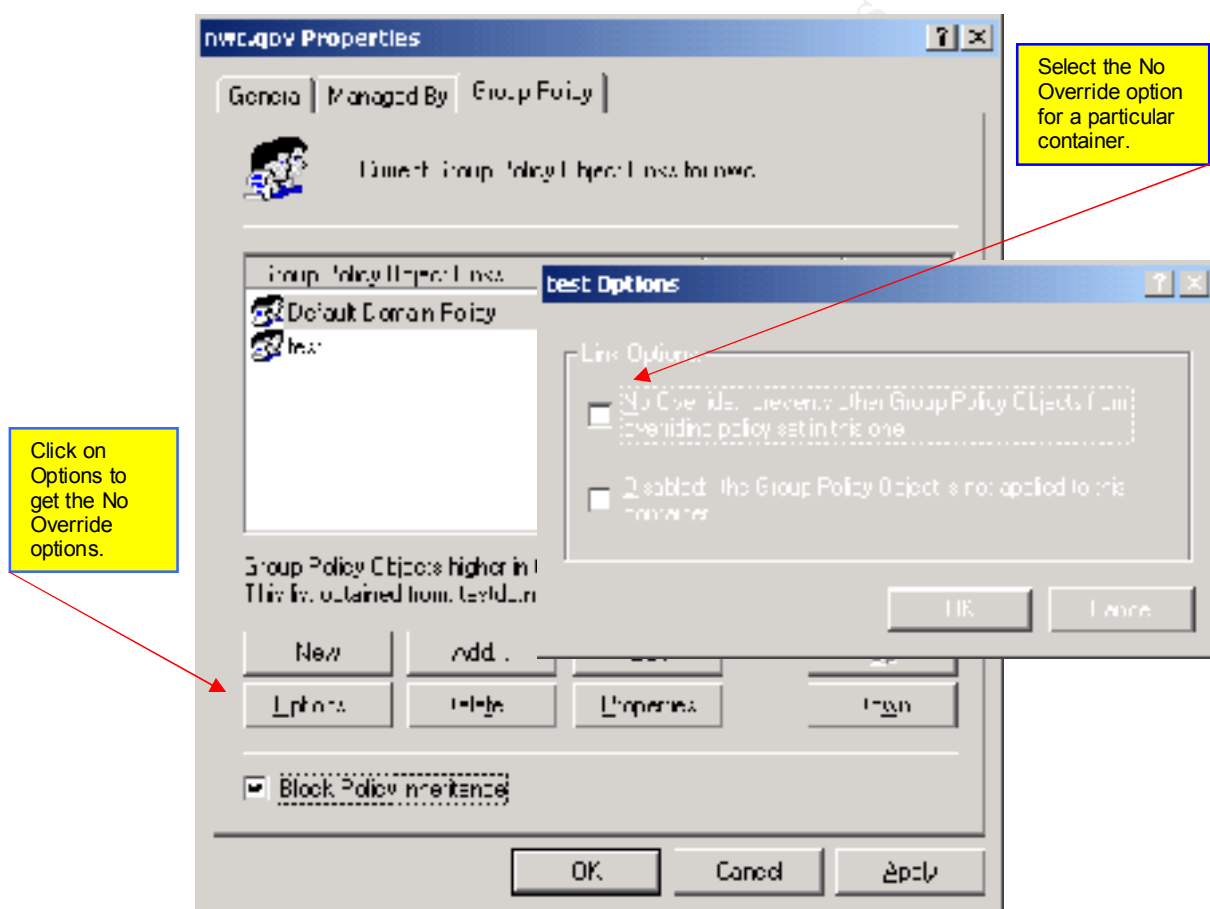 nwc.gov Properties
General Managed By Group Policy
Select the No
Override option
for a particular
container.
Current Group Policy Object Links for nwc
Group Policy Object Links
Default Domain Policy
test
test Options
Link Options
No Override: prevents other Group Policy Objects from
overriding policy set in this one
Disabled: the Group Policy Object is not applied to this
container
Click on
Options to
get the No
Override
options.
Group Policy Objects higher in
This list obtained from:
OK Cancel
New Add...
Options Delete Properties Down
Block Policy inheritance
OK Cancel Apply